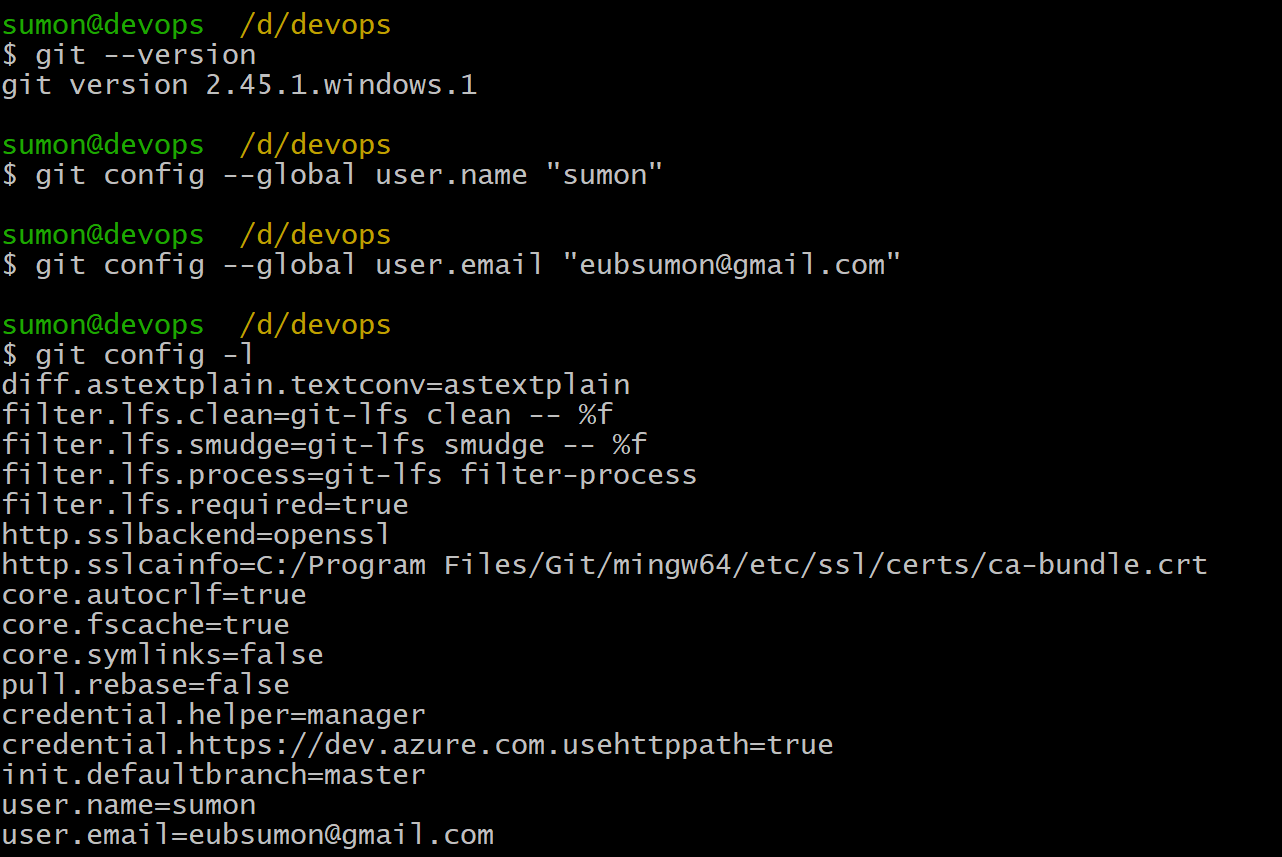 sumon@devops  /d/devops
$ git --version
git version 2.45.1.windows.1
sumon@devops  /d/devops
$ git config --global user.name "sumon"
sumon@devops  /d/devops
$ git config --global user.email "eubsumon@gmail.com"
sumon@devops  /d/devops
$ git config -l
diff.astextplain.textconv=astextplain
filter.lfs.clean=git-lfs clean -- %f
filter.lfs.smudge=git-lfs smudge -- %f
filter.lfs.process=git-lfs filter-process
filter.lfs.required=true
http.sslbackend=openssl
http.sslcainfo=C:/Program Files/Git/mingw64/etc/ssl/certs/ca-bundle.crt
core.autocrlf=true
core.fscache=true
core.symlinks=false
pull.rebase=false
credential.helper=manager
credential.https://dev.azure.com.usehttppath=true
init.defaultbranch=master
user.name=sumon
user.email=eubsumon@gmail.com